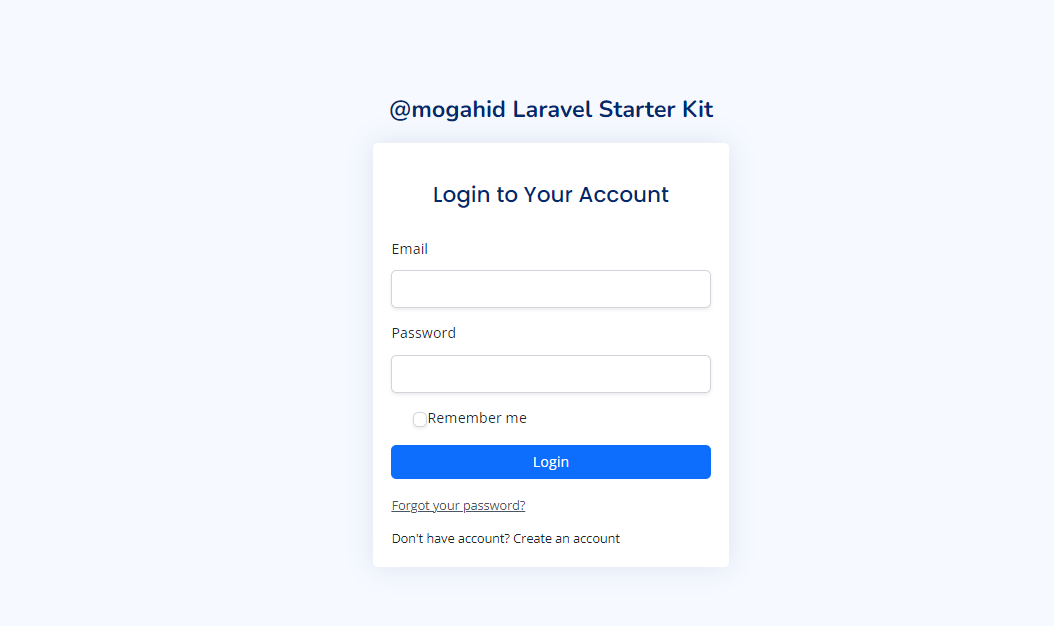 @mogahid Laravel Starter Kit
Login to Your Account
Email
Password
Remember me
Login
Forgot your password?
Don't have account? Create an account